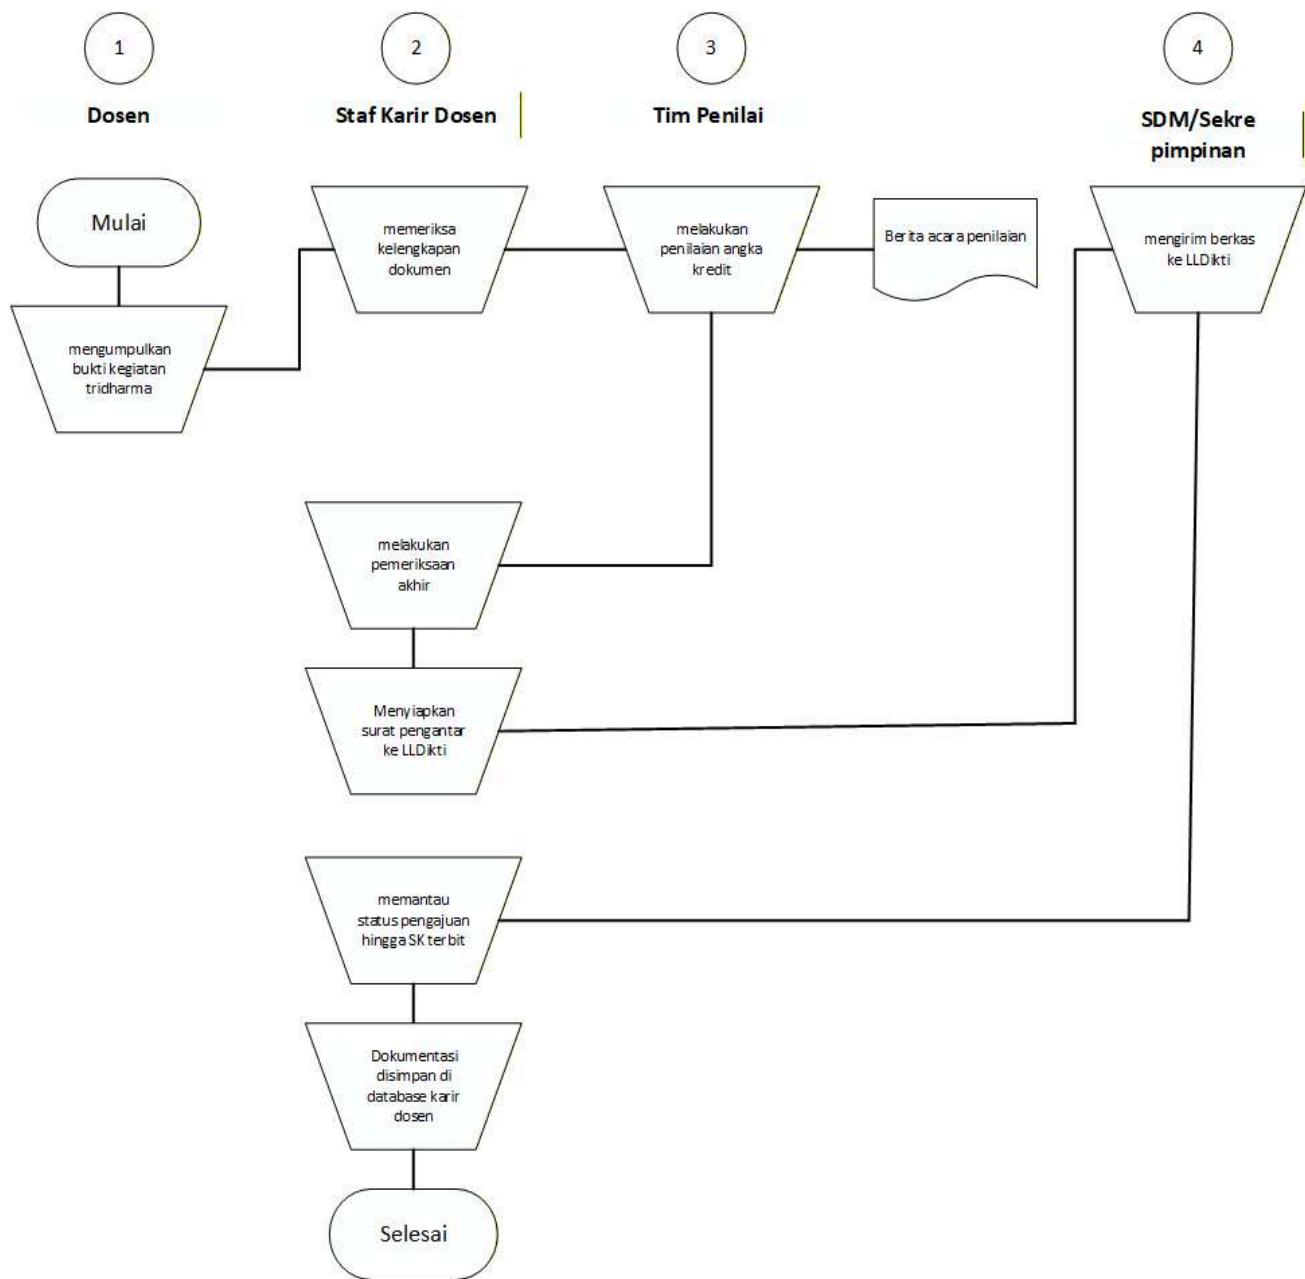 1
2
3
4
Dosen
Staf Karir Dosen
Tim Penilai
SDM/Sekre
pimpinan
Mulai
memeriksa
kelengkapan
dokumen
melakukan
penilaian angka
kredit
Berita acara penilaian
mengirim berkas
ke LLDikti
mengumpulkan
bukti kegiatan
tridharma
melakukan
pemeriksaan
akhir
Menyiapkan
surat pengantar
ke LLDikti
memantau
status pengajuan
hingga SK terbit
Dokumentasi
disimpan di
database karir
dosen
Selesai